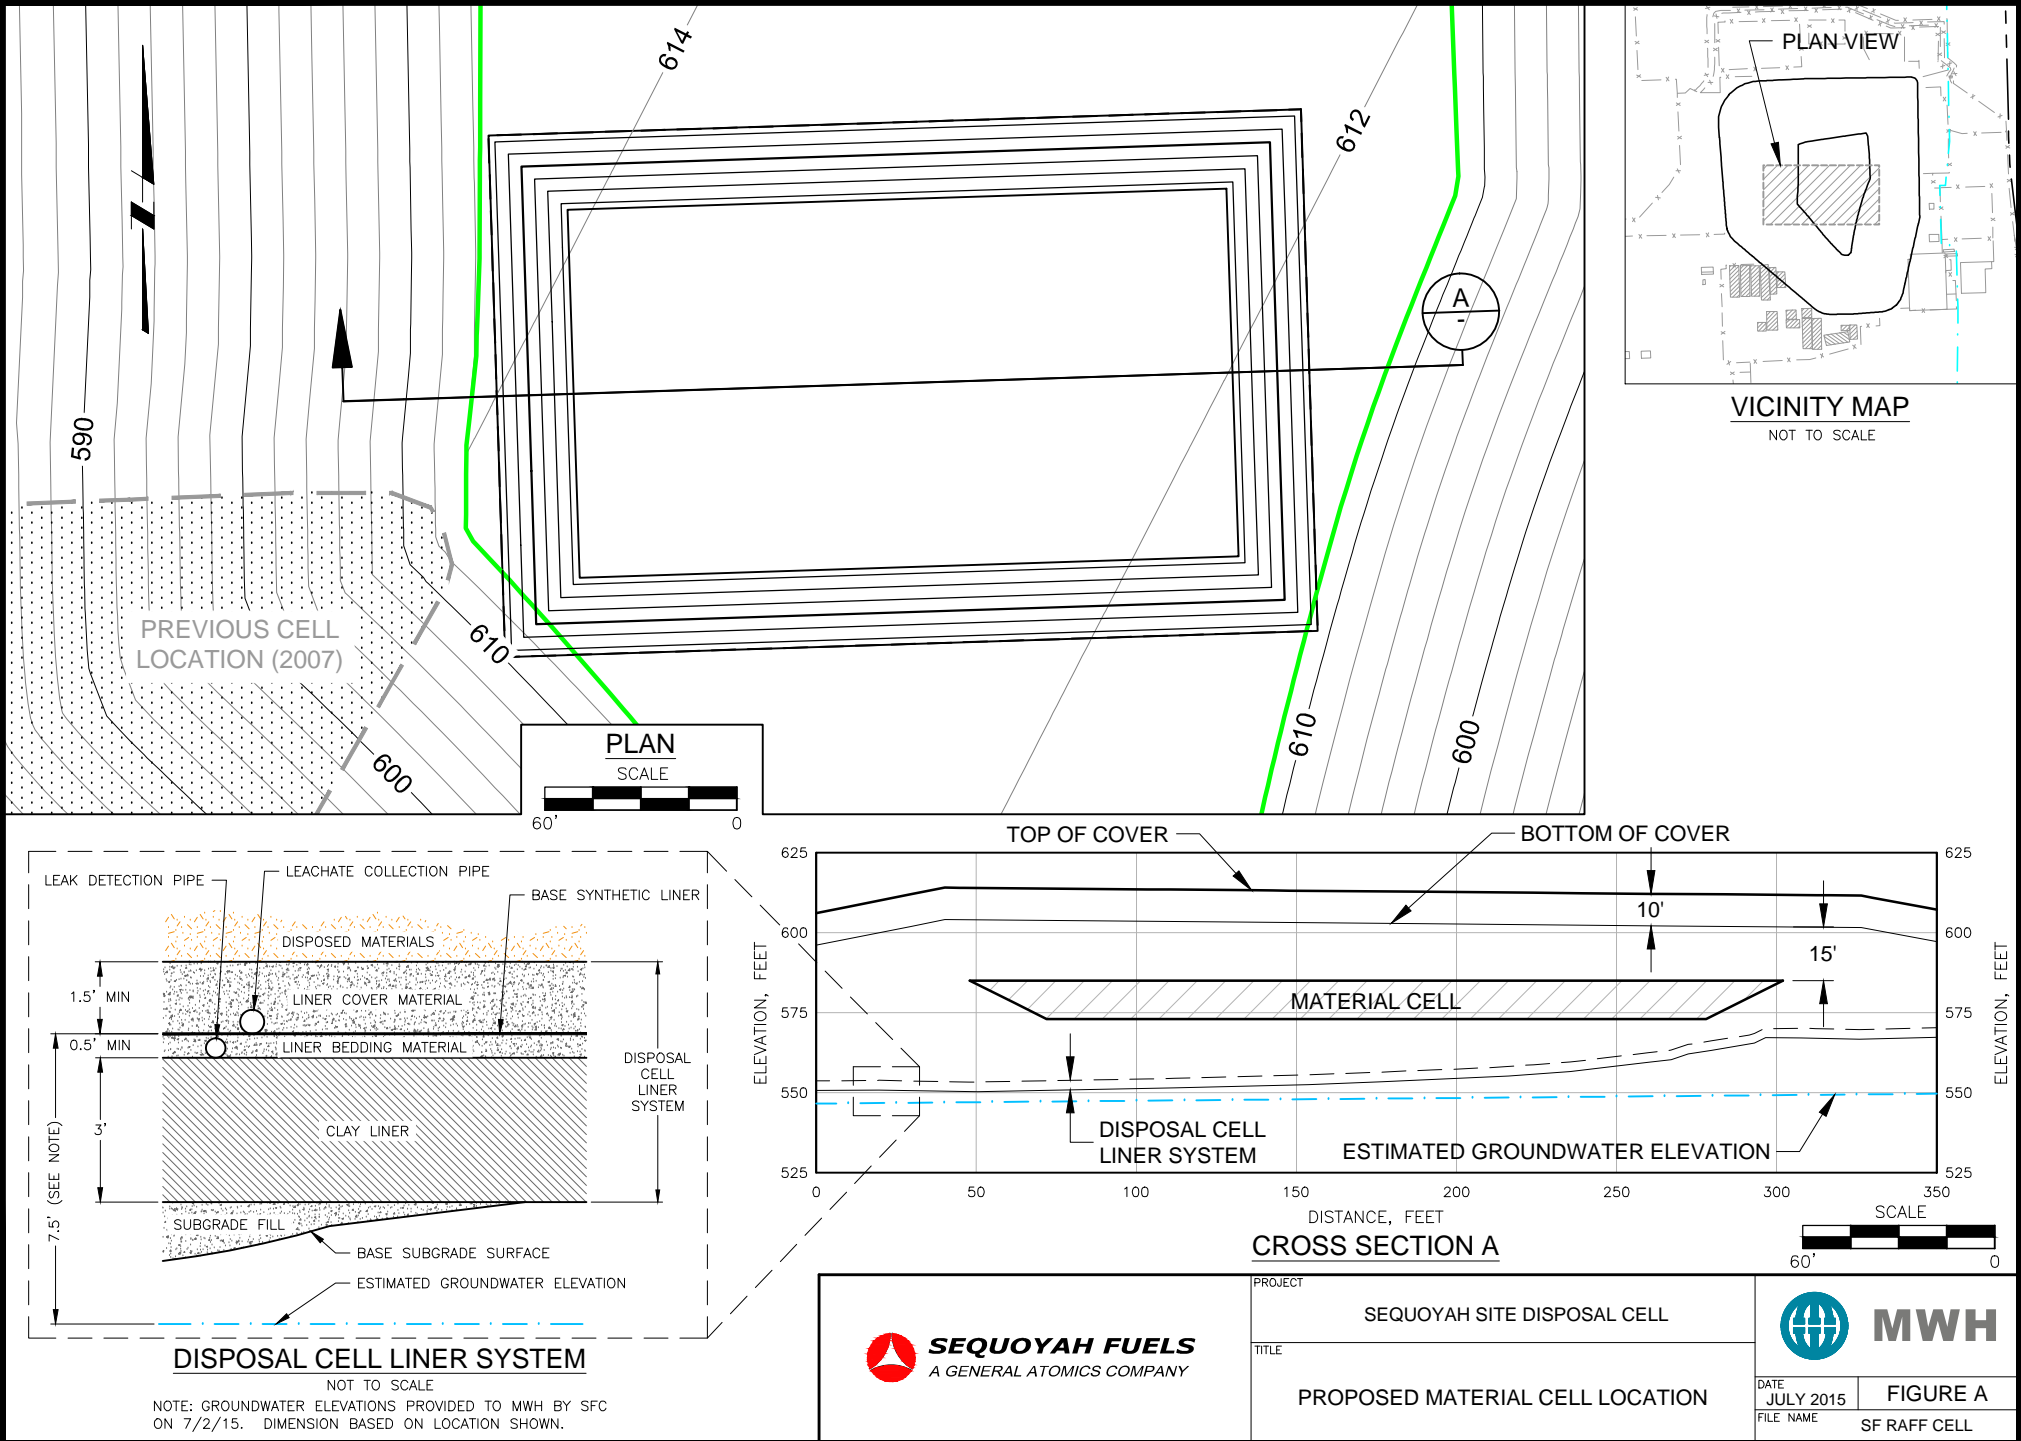 614
612
590
610
600
610
600
A
-
PREVIOUS CELL
LOCATION (2007)
PLAN
SCALE
60'
0
PLAN VIEW
VICINITY MAP
NOT TO SCALE
LEAK DETECTION PIPE
LEACHATE COLLECTION PIPE
BASE SYNTHETIC LINER
DISPOSED MATERIALS
1.5' MIN
LINER COVER MATERIAL
0.5' MIN
LINER BEDDING MATERIAL
DISPOSAL
CELL
LINER
SYSTEM
3'
CLAY LINER
7.5' (SEE NOTE)
SUBGRADE FILL
BASE SUBGRADE SURFACE
ESTIMATED GROUNDWATER ELEVATION
DISPOSAL CELL LINER SYSTEM
NOT TO SCALE
NOTE: GROUNDWATER ELEVATIONS PROVIDED TO MWH BY SFC
ON 7/2/15. DIMENSION BASED ON LOCATION SHOWN.
TOP OF COVER
BOTTOM OF COVER
625
600
575
550
525
ELEVATION, FEET
10'
15'
MATERIAL CELL
DISPOSAL CELL
LINER SYSTEM
ESTIMATED GROUNDWATER ELEVATION
625
600
575
550
525
ELEVATION, FEET
0
50
100
150
200
250
300
350
DISTANCE, FEET
CROSS SECTION A
SCALE
60'
0
SEQUOYAH FUELS
A GENERAL ATOMICS COMPANY
PROJECT
SEQUOYAH SITE DISPOSAL CELL
TITLE
PROPOSED MATERIAL CELL LOCATION
MWH
DATE
JULY 2015
FIGURE A
FILE NAME
SF RAFF CELL